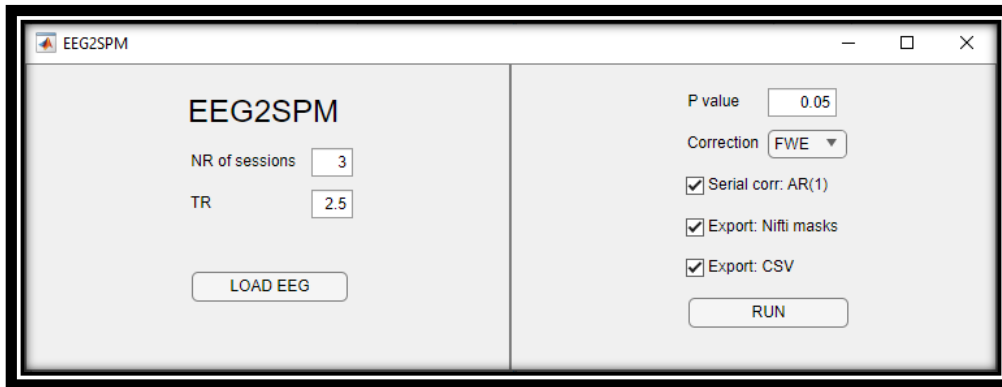 EEG2SPM
EEG2SPM
NR of sessions 3
TR 2.5
LOAD EEG
P value 0.05
Correction FWE
Serial corr: AR(1)
Export: Nifti masks
Export: CSV
RUN